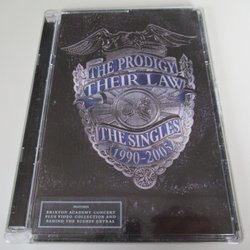 THE PRODIGY
THEIR LAW
THE SINGLES
1990-2005
FEATURES
BRIXTON ACADEMY CONCERT
PLUS VIDEO COLLECTION AND
BEHIND THE SCENES EXTRAS